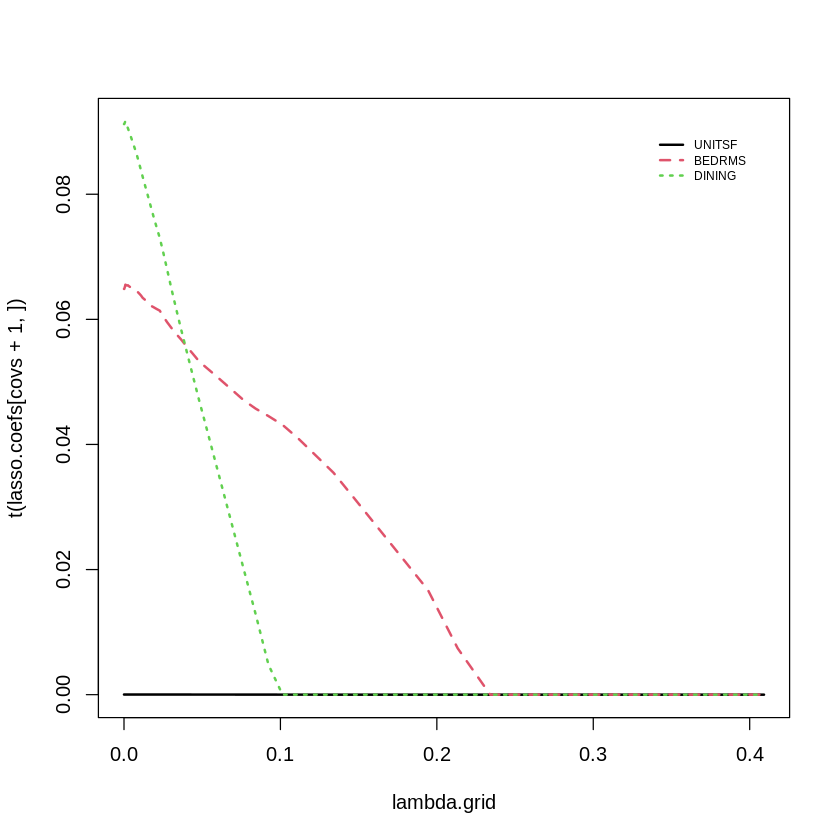 UNITSF
BEDRMS
DINING
t(lasso.coefs[covs + 1, ])
0.08
0.06
0.04
0.02
0.00
0.0 0.1 0.2 0.3 0.4
lambda.grid